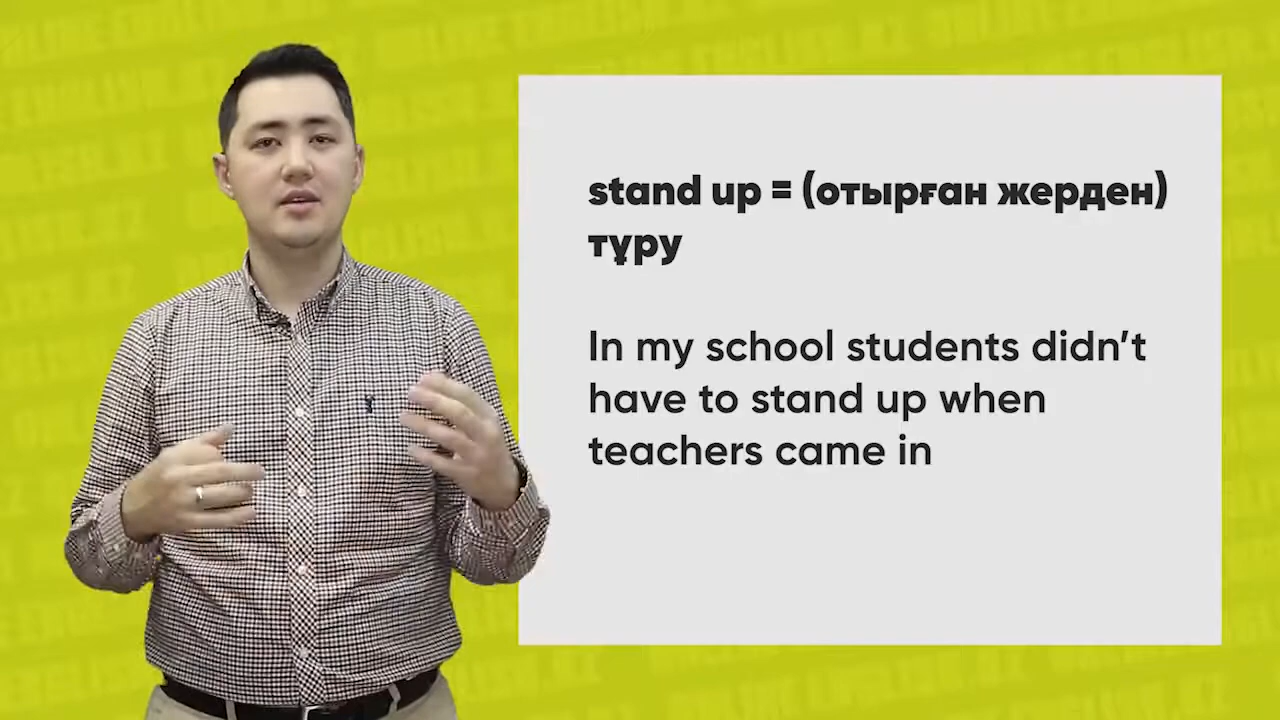 stand up = (отырған жерден)
тұру
In my school students didn’t
have to stand up when
teachers came in